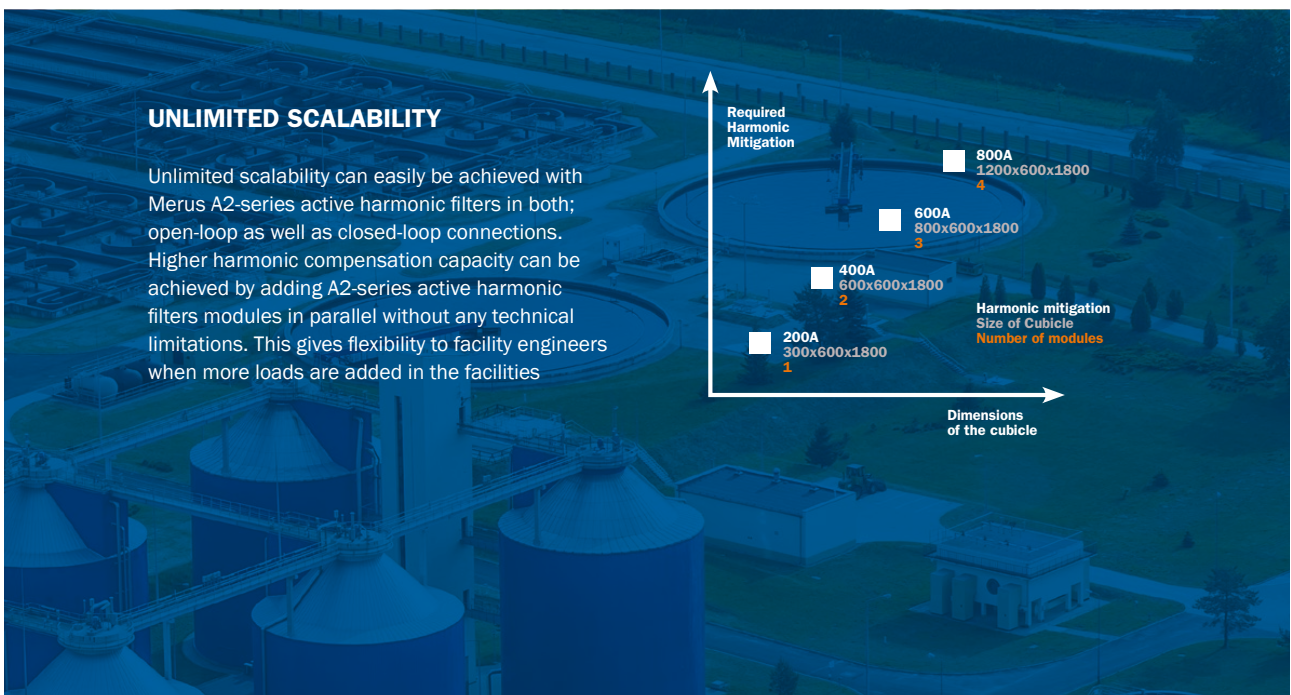 UNLIMITED SCALABILITY
Unlimited scalability can easily be achieved with
Merus A2-series active harmonic filters in both;
open-loop as well as closed-loop connections.
Higher harmonic compensation capacity can be
achieved by adding A2-series active harmonic
filters modules in parallel without any technical
limitations. This gives flexibility to facility engineers
when more loads are added in the facilities
Required
Harmonic
Mitigation
800A
1200x600x1800
4
600A
800x600x1800
3
400A
600x600x1800
2
200A
300x600x1800
1
Harmonic mitigation
Size of Cubicle
Number of modules
Dimensions
of the cubicle